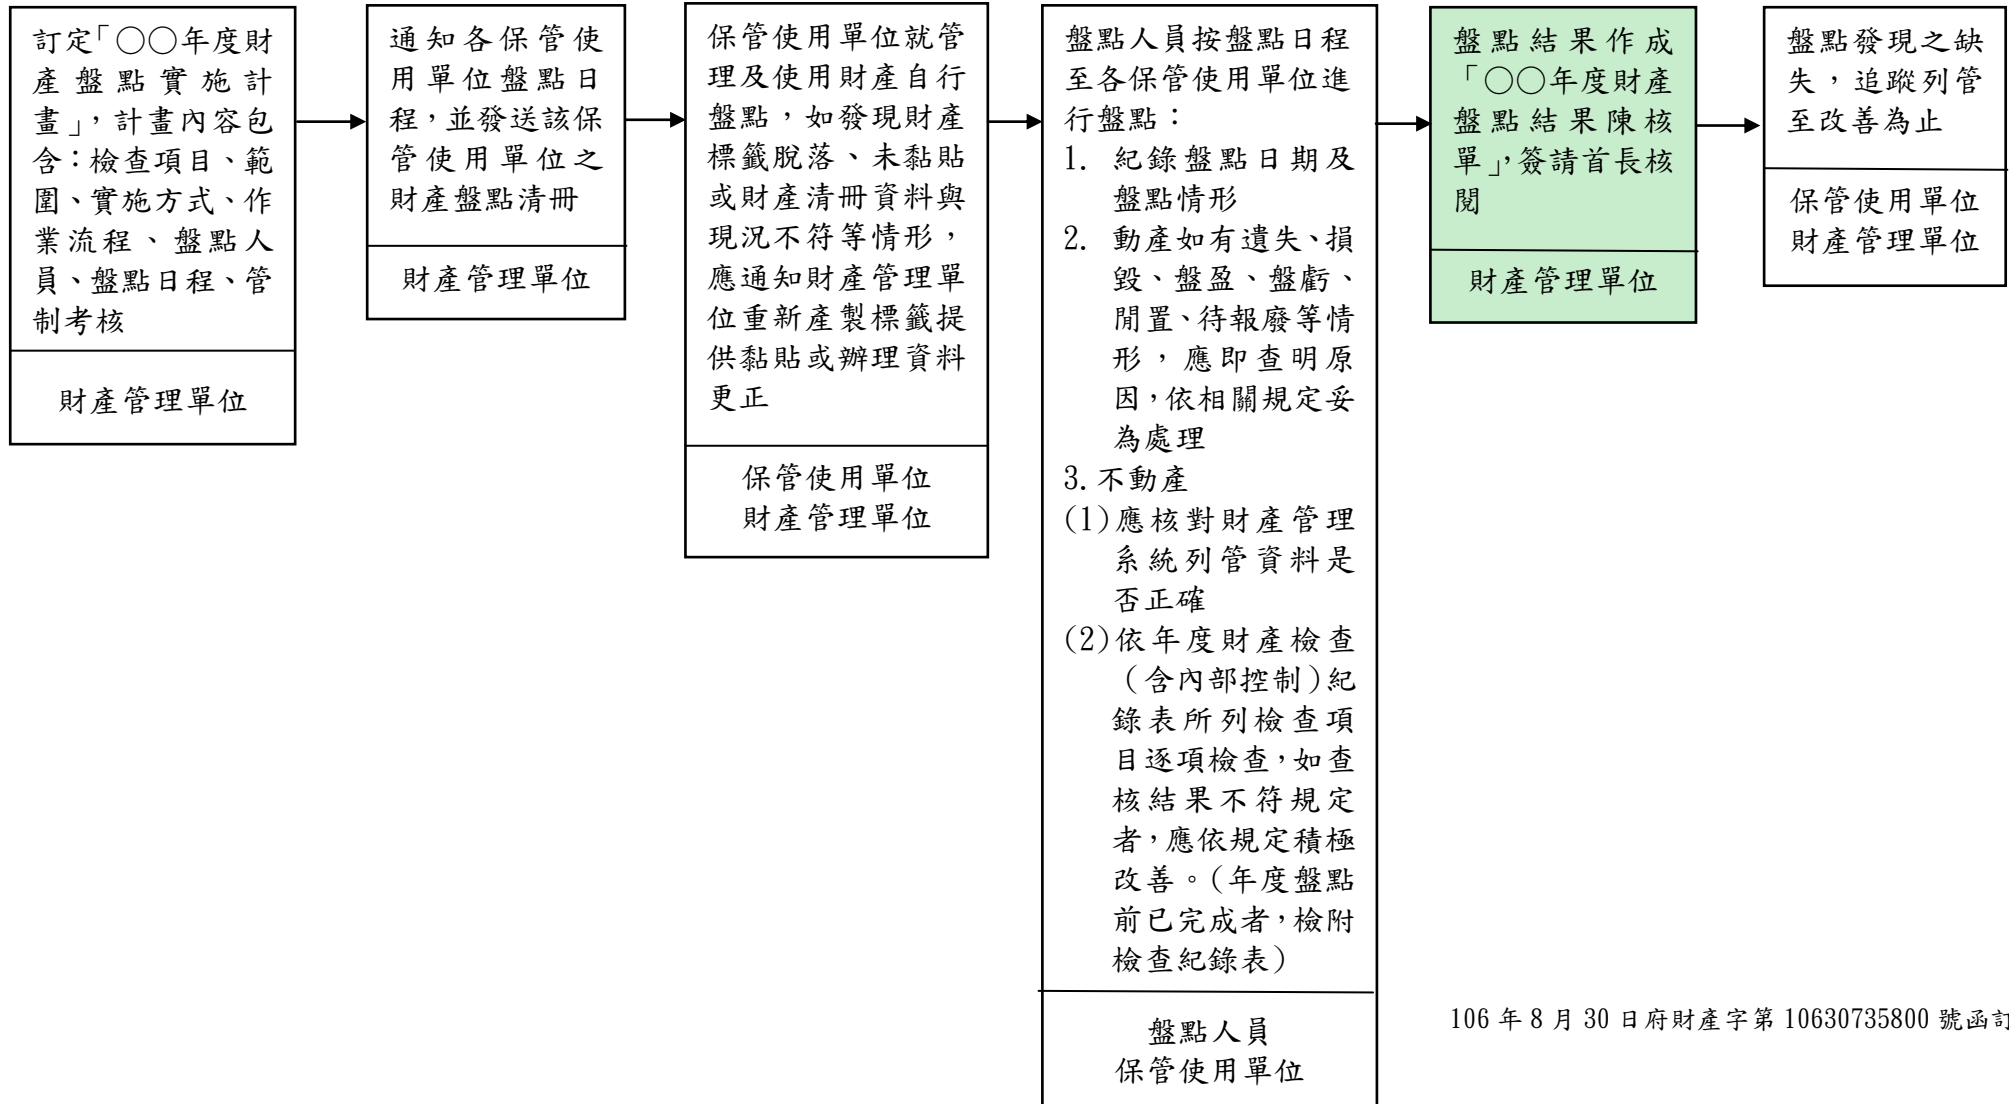 訂定「○○年度財
產盤點實施計
畫」，計畫內容包
含：檢查項目、範
圍、實施方式、作
業流程、盤點人
員、盤點日程、管
制考核
財產管理單位
通知各保管使
用單位盤點日
程，並發送該保
管使用單位之
財產盤點清冊
財產管理單位
保管使用單位就管
理及使用財產自行
盤點，如發現財產
標籤脫落、未黏貼
或財產清冊資料與
現況不符等情形，
應通知財產管理單
位重新產製標籤提
供黏貼或辦理資料
更正
保管使用單位
財產管理單位
盤點人員按盤點日程
至各保管使用單位進
行盤點：
1. 紀錄盤點日期及
盤點情形
2. 動產如有遺失、損
毀、盤盈、盤虧、
閒置、待報廢等情
形，應即查明原
因，依相關規定妥
為處理
3.不動產
(1)應核對財產管理
系統列管資料是
否正確
(2)依年度財產檢查
（含內部控制）紀
錄表所列檢查項
目逐項檢查，如查
核結果不符規定
者，應依規定積極
改善。（年度盤點
前已完成者，檢附
檢查紀錄表）
盤點人員
保管使用單位
盤點結果作成
「○○年度財產
盤點結果陳核
單」，簽請首長核
閱
財產管理單位
盤點發現之缺
失，追蹤列管
至改善為止
保管使用單位
財產管理單位
106 年 8 月 30 日府財產字第 10630735800 號函訂